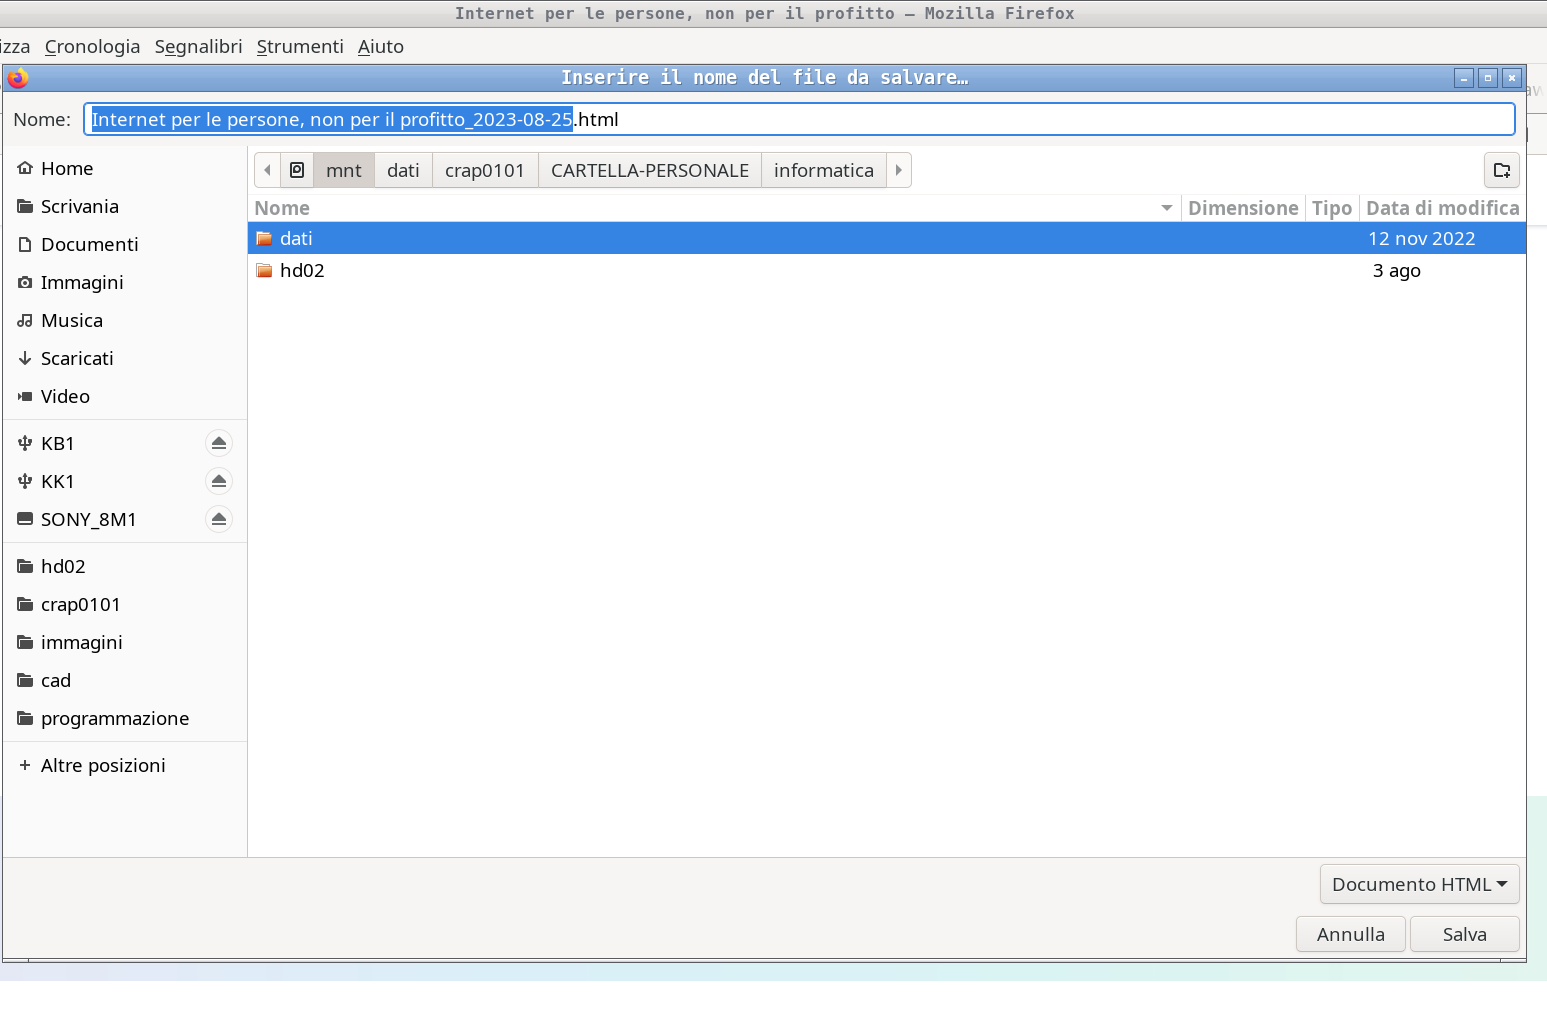 Internet per le persone, non per il profitto — Mozilla Firefox
izza Cronologia Segnalibri Strumenti Aiuto
Inserire il nome del file da salvare…
Nome: Internet per le persone, non per il profitto_2023-08-25.html
mnt dati crap0101 CARTELLA-PERSONALE informatica
Nome Dimensione Tipo Data di modifica
dati 12 nov 2022
hd02 3 ago
Home
Scrivania
Documenti
Immagini
Musica
Scaricati
Video
KB1
KK1
SONY_8M1
hd02
crap0101
immagini
cad
programmazione
Altre posizioni
Documento HTML
Annulla Salva